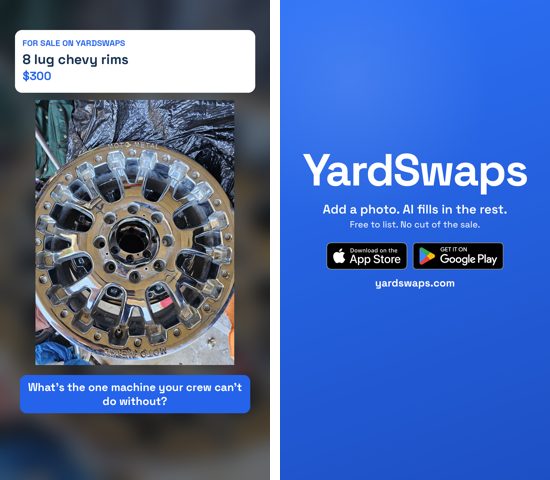 FOR SALE ON YARDSWAPS
8 lug chevy rims
$300
What's the one machine your crew can't
do without?
YardSwaps
Add a photo. AI fills in the rest.
Free to list. No cut of the sale.
Download on the
App Store
GET IT ON
Google Play
yardswaps.com